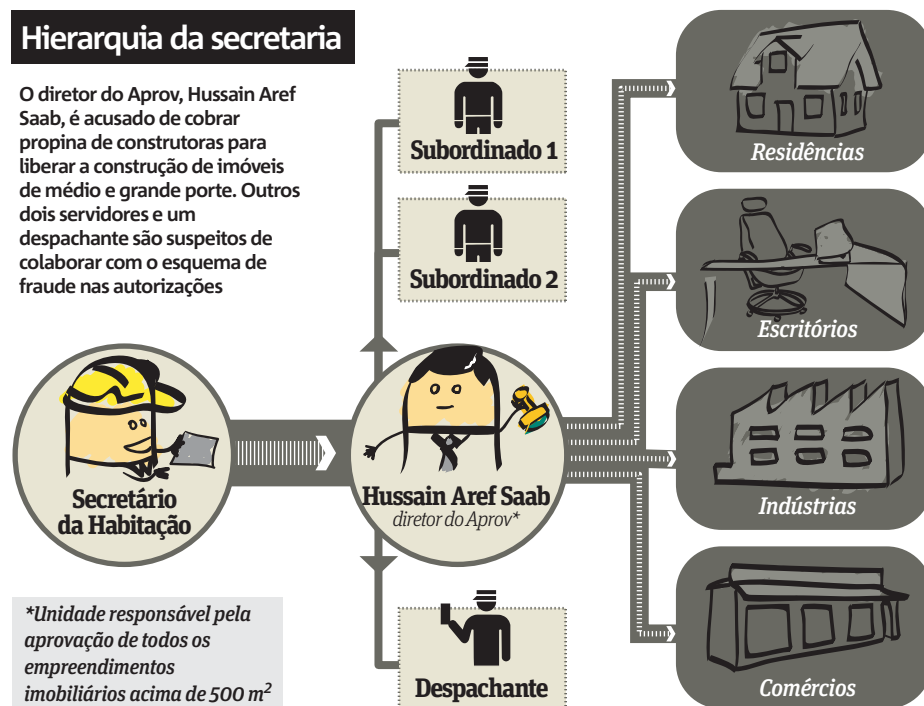 Hierarquia da secretaria
O diretor do Aprov, Hussain Aref
Saab, é acusado de cobrar
propina de construtoras para
liberar a construção de imóveis
de médio e grande porte. Outros
dois servidores e um
despachante são suspeitos de
colaborar com o esquema de
fraude nas autorizações
Subordinado 1
Subordinado 2
Secretário
da Habitação
Hussain Aref Saab
diretor do Aprov*
Despachante
Residências
Escritórios
Indústrias
Comércios
*Unidade responsável pela
aprovação de todos os
empreendimentos
imobiliários acima de 500 m²